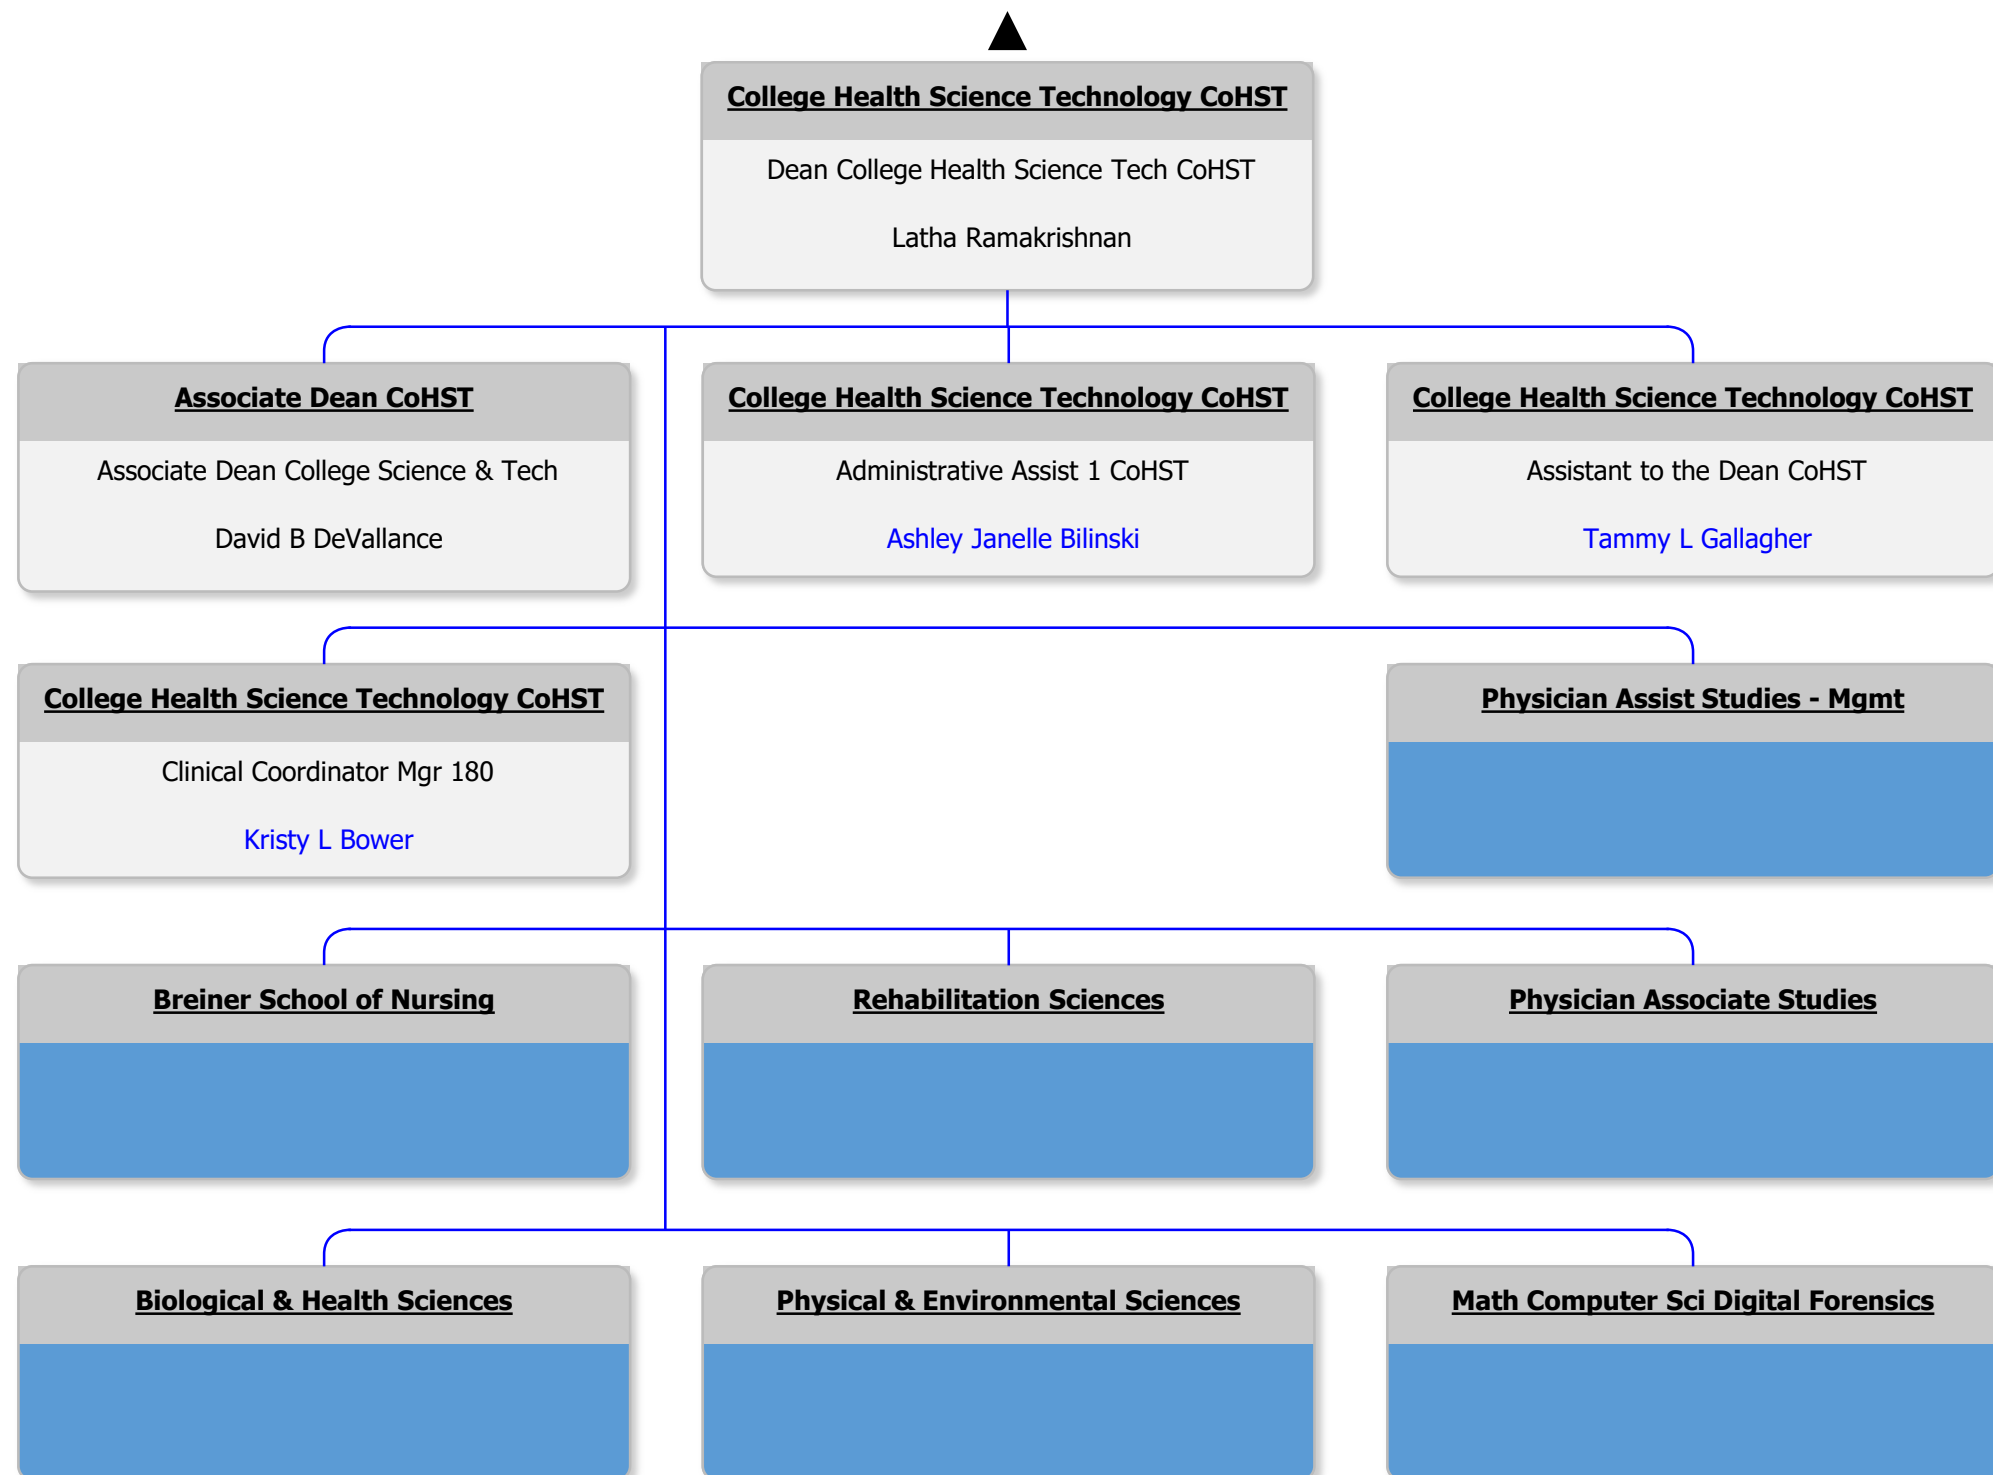 College Health Science Technology CoHST
Dean College Health Science Tech CoHST
Latha Ramakrishnan
Associate Dean CoHST
Associate Dean College Science & Tech
David B DeVallance
College Health Science Technology CoHST
Administrative Assist 1 CoHST
Ashley Janelle Bilinski
College Health Science Technology CoHST
Assistant to the Dean CoHST
Tammy L Gallagher
College Health Science Technology CoHST
Clinical Coordinator Mgr 180
Kristy L Bower
Physician Assist Studies - Mgmt
Breiner School of Nursing
Rehabilitation Sciences
Physician Associate Studies
Biological & Health Sciences
Physical & Environmental Sciences
Math Computer Sci Digital Forensics